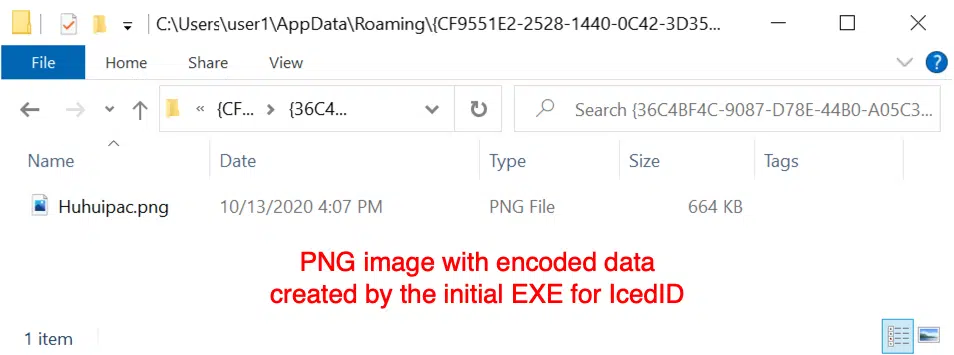 C:\Users\user1\AppData\Roaming\{CF9551E2-2528-1440-0C42-3D35...
File Home Share View
« {CF... {36C4... Search {36C4BF4C-9087-D78E-44B0-A05C3...
Name Date Type Size Tags
Huhuipac.png 10/13/2020 4:07 PM PNG File 664 KB
PNG image with encoded data
created by the initial EXE for IcedID
1 item